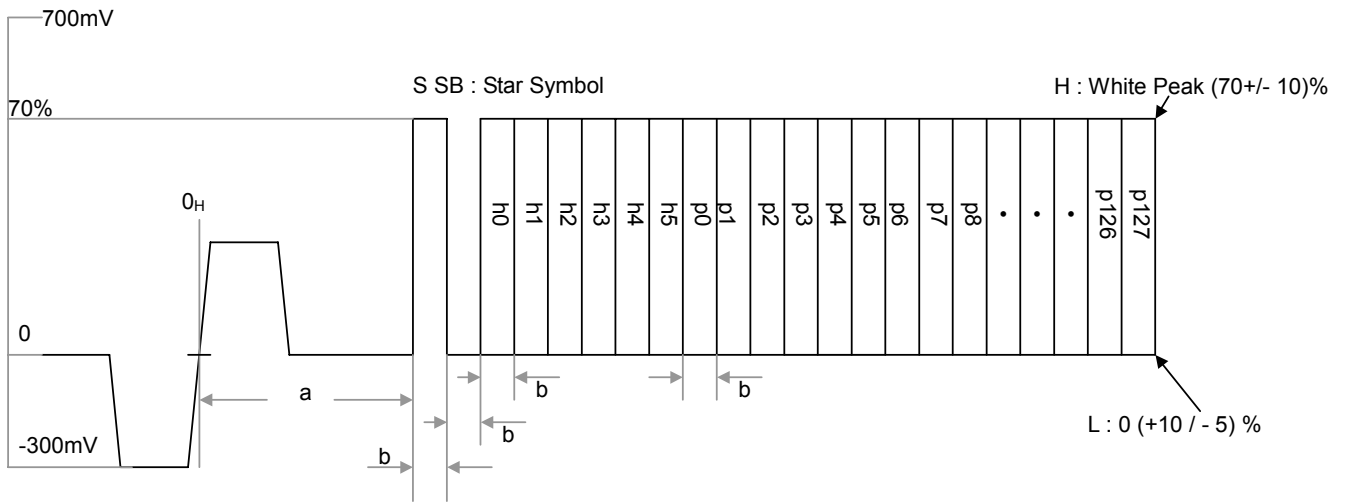 700mV
S SB : Star Symbol
H : White Peak (70+/- 10)%
70%
0H
h0
h1
h2
h3
h4
h5
p0
p1
p2
p3
p4
p5
p6
p7
p8
•
•
•
p126
p127
0
a
b
b
b
b
-300mV
L : 0 (+10 / - 5) %